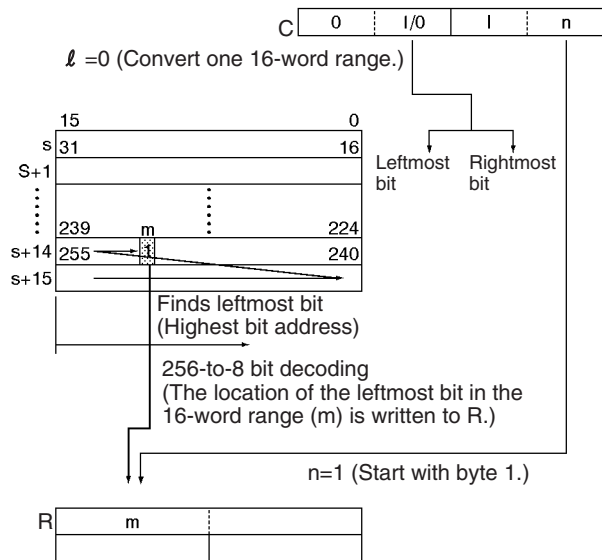 C 0 1/0 l n
ℓ =0 (Convert one 16-word range.)
15 0
s 31 16
S+1
Leftmost bit
Rightmost bit
239 m 224
s+14 255 1 240
s+15
Finds leftmost bit
(Highest bit address)
256-to-8 bit decoding
(The location of the leftmost bit in the
16-word range (m) is written to R.)
n=1 (Start with byte 1.)
R m